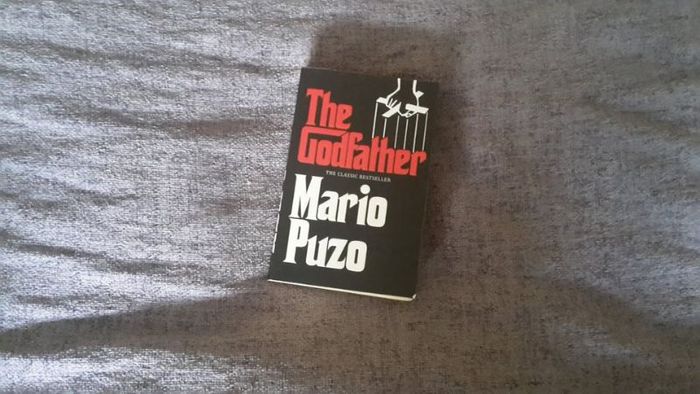 The
Godfather
THE CLASSIC BESTSELLER
Mario
Puzo